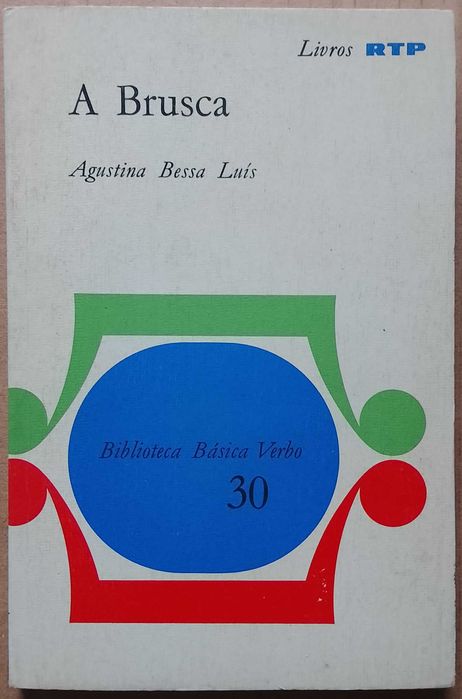 Livros RTP
A Brusca
Agustina Bessa Luís
Biblioteca Básica Verbo
30